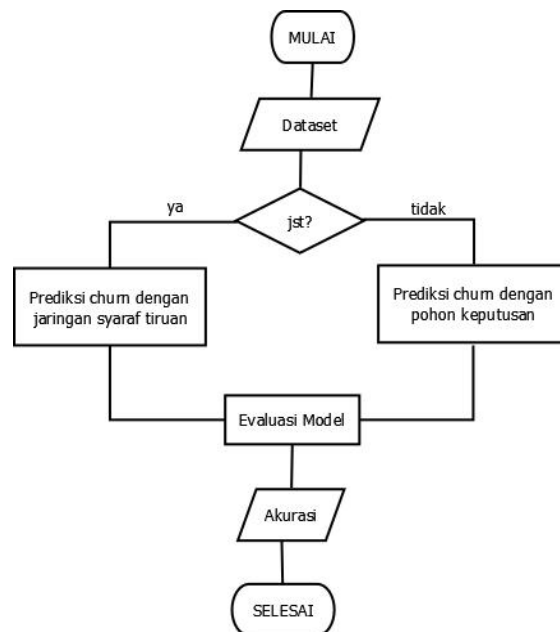 MULAI
Dataset
ya
jst?
tidak
Prediksi churn dengan
jaringan syaraf tiruan
Prediksi churn dengan
pohon keputusan
Evaluasi Model
Akurasi
SELESAI